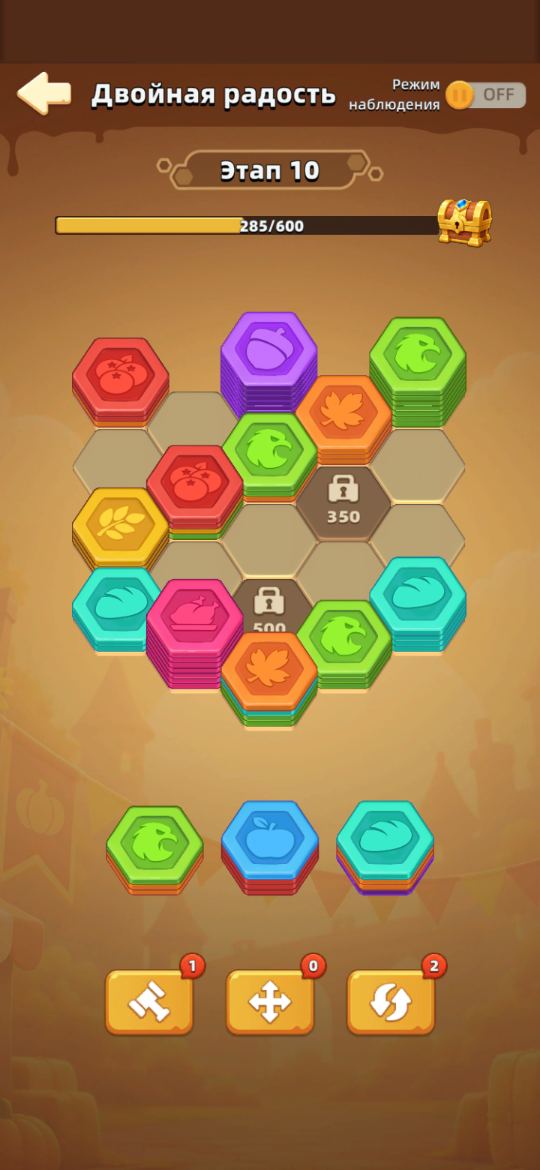 Двойная радость
Режим
наблюдения
OFF
Этап 10
285/600
350
500
1
0
2